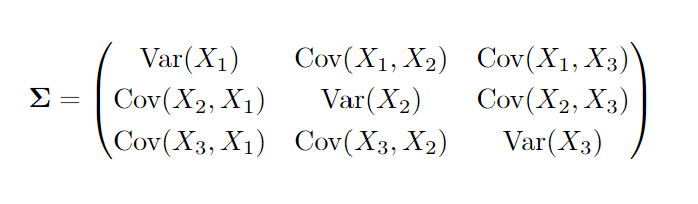 Var(X₁) Cov(X₁, X₂) Cov(X₁, X₃)
Σ = Cov(X₂, X₁) Var(X₂) Cov(X₂, X₃)
Cov(X₃, X₁) Cov(X₃, X₂) Var(X₃)